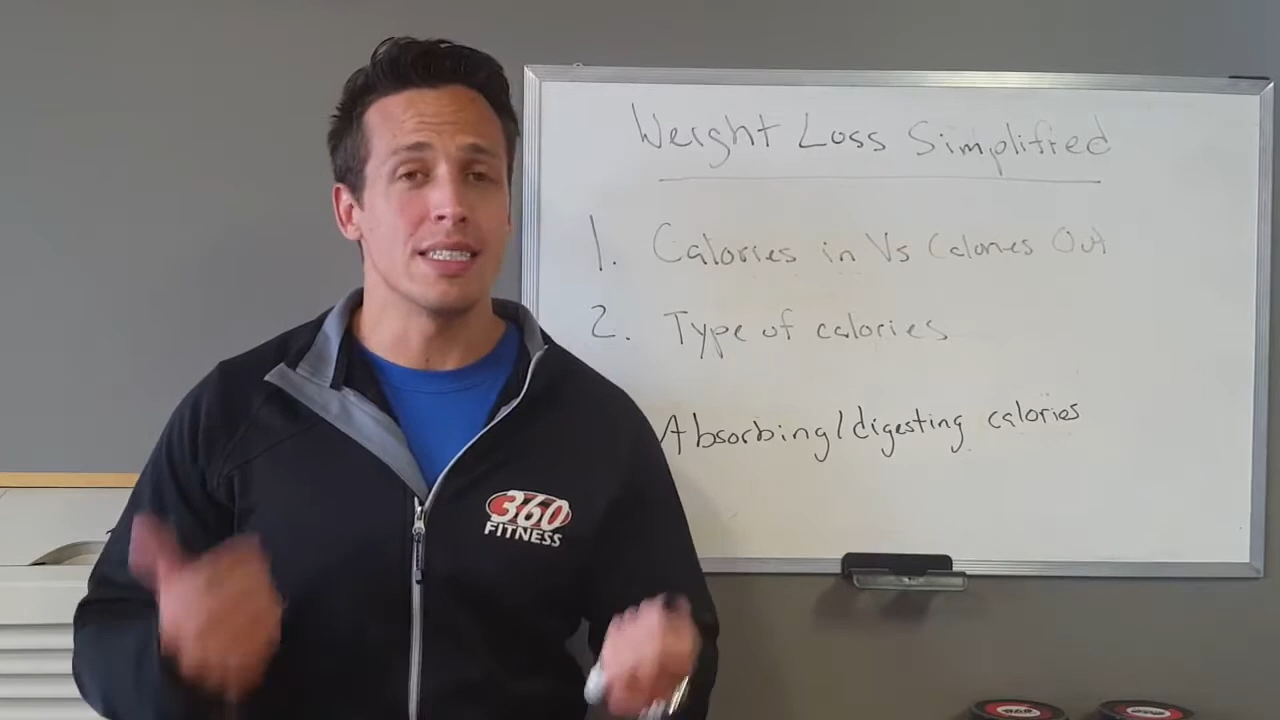 Weight Loss Simplified
1. Calories in Vs Calories Out
2. Type of calories
Absorbing/digesting calories
360
FITNESS